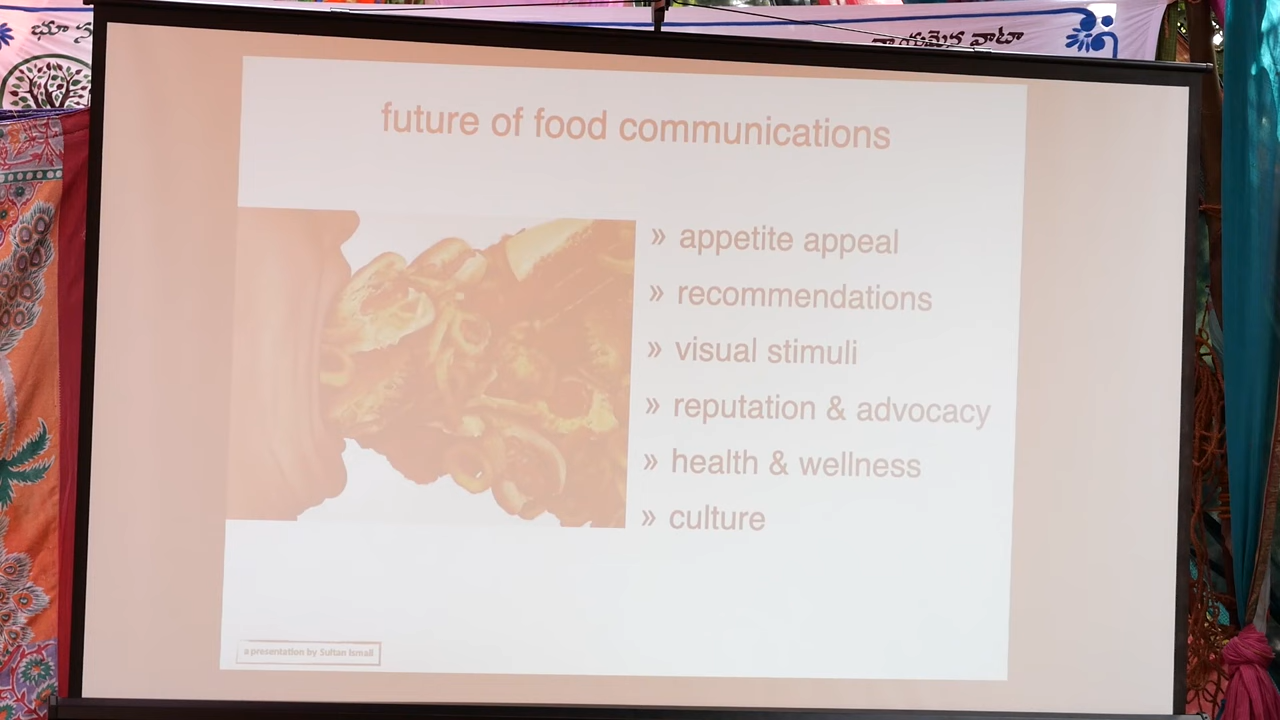 భూ
వాటా
future of food communications
» appetite appeal
» recommendations
» visual stimuli
» reputation & advocacy
» health & wellness
» culture
a presentation by Sultan Ismail